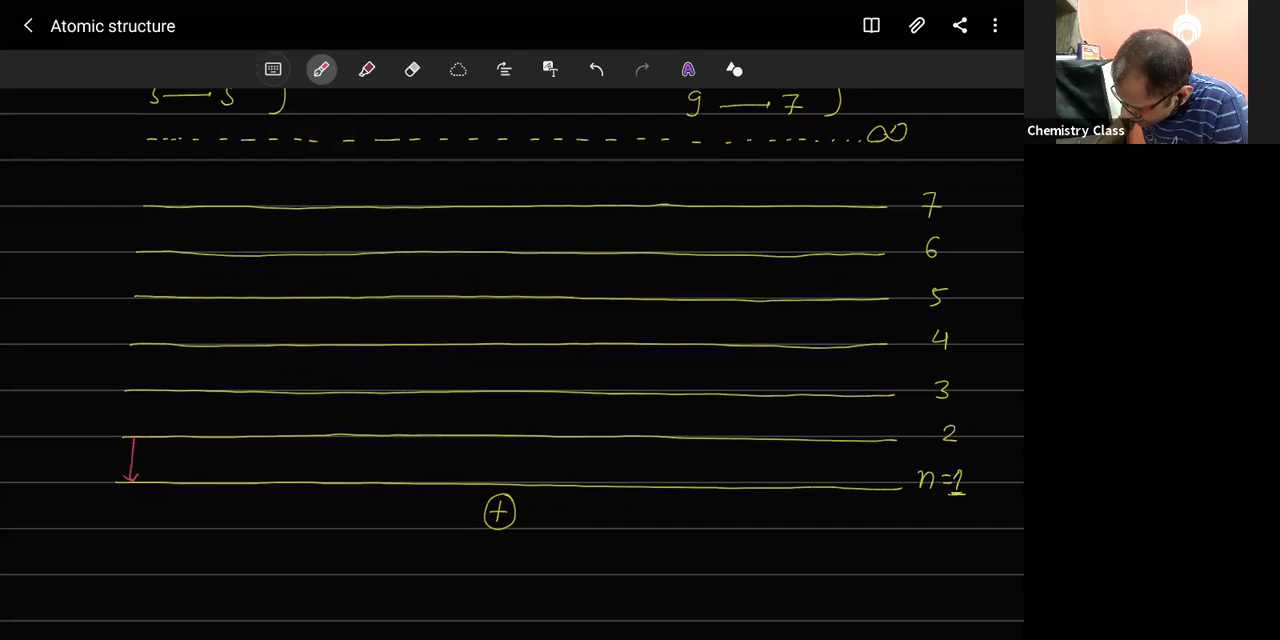 Atomic structure
Chemistry Class
5 — 5 )
9 — 7 )
∞
7
6
5
4
3
2
n=1
+